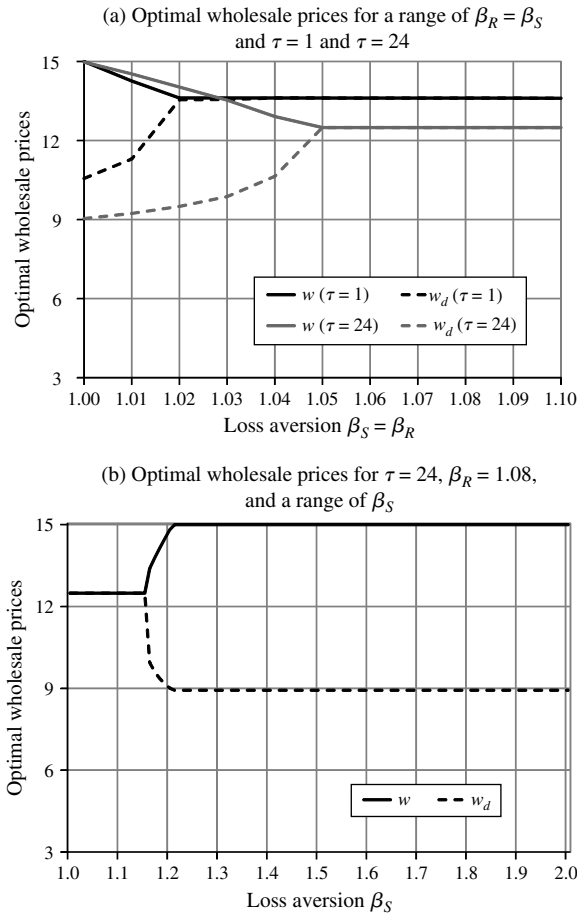 (a) Optimal wholesale prices for a range of β_R = β_S
and τ = 1 and τ = 24
Optimal wholesale prices
15
12
9
6
3
w (τ = 1)
w_d (τ = 1)
w (τ = 24)
w_d (τ = 24)
1.00 1.01 1.02 1.03 1.04 1.05 1.06 1.07 1.08 1.09 1.10
Loss aversion β_S = β_R
(b) Optimal wholesale prices for τ = 24, β_R = 1.08,
and a range of β_S
Optimal wholesale prices
15
12
9
6
3
w
w_d
1.0 1.1 1.2 1.3 1.4 1.5 1.6 1.7 1.8 1.9 2.0
Loss aversion β_S